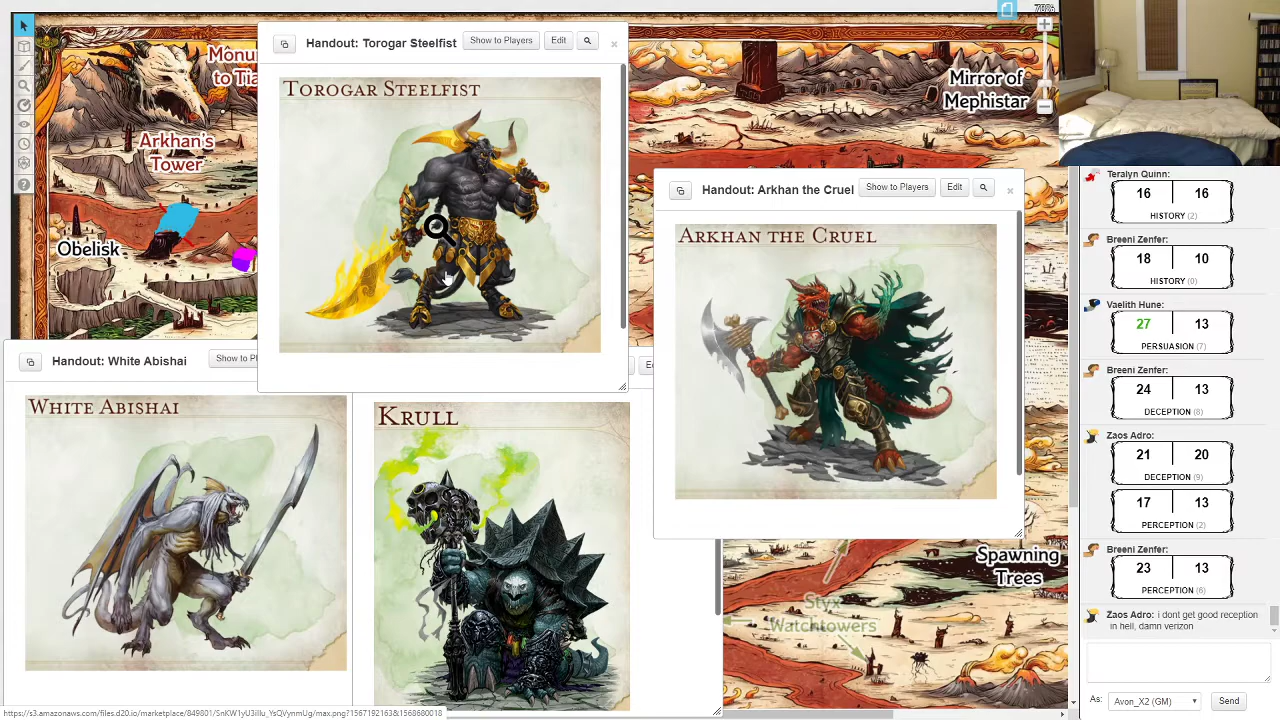 78%
Monu
to Tia
Arkhan's
Tower
Obelisk
Handout: Torogar Steelfist
Show to Players
Edit
Torogar Steelfist
Mirror of
Mephistar
Handout: Arkhan the Cruel
Show to Players
Edit
Arkhan the Cruel
Handout: White Abishai
Show to Pl
White Abishai
Krull
Spawning
Trees
Styx
Watchtowers
Teralyn Quinn:
16 16
HISTORY (2)
Breeni Zenfer:
18 10
HISTORY (0)
Vaelith Hune:
27 13
PERSUASION (7)
Breeni Zenfer:
24 13
DECEPTION (8)
Zaos Adro:
21 20
DECEPTION (9)
17 13
PERCEPTION (2)
Breeni Zenfer:
23 13
PERCEPTION (6)
Zaos Adro: i dont get good reception
in hell, damn verizon
As: Avon_X2 (GM) Send